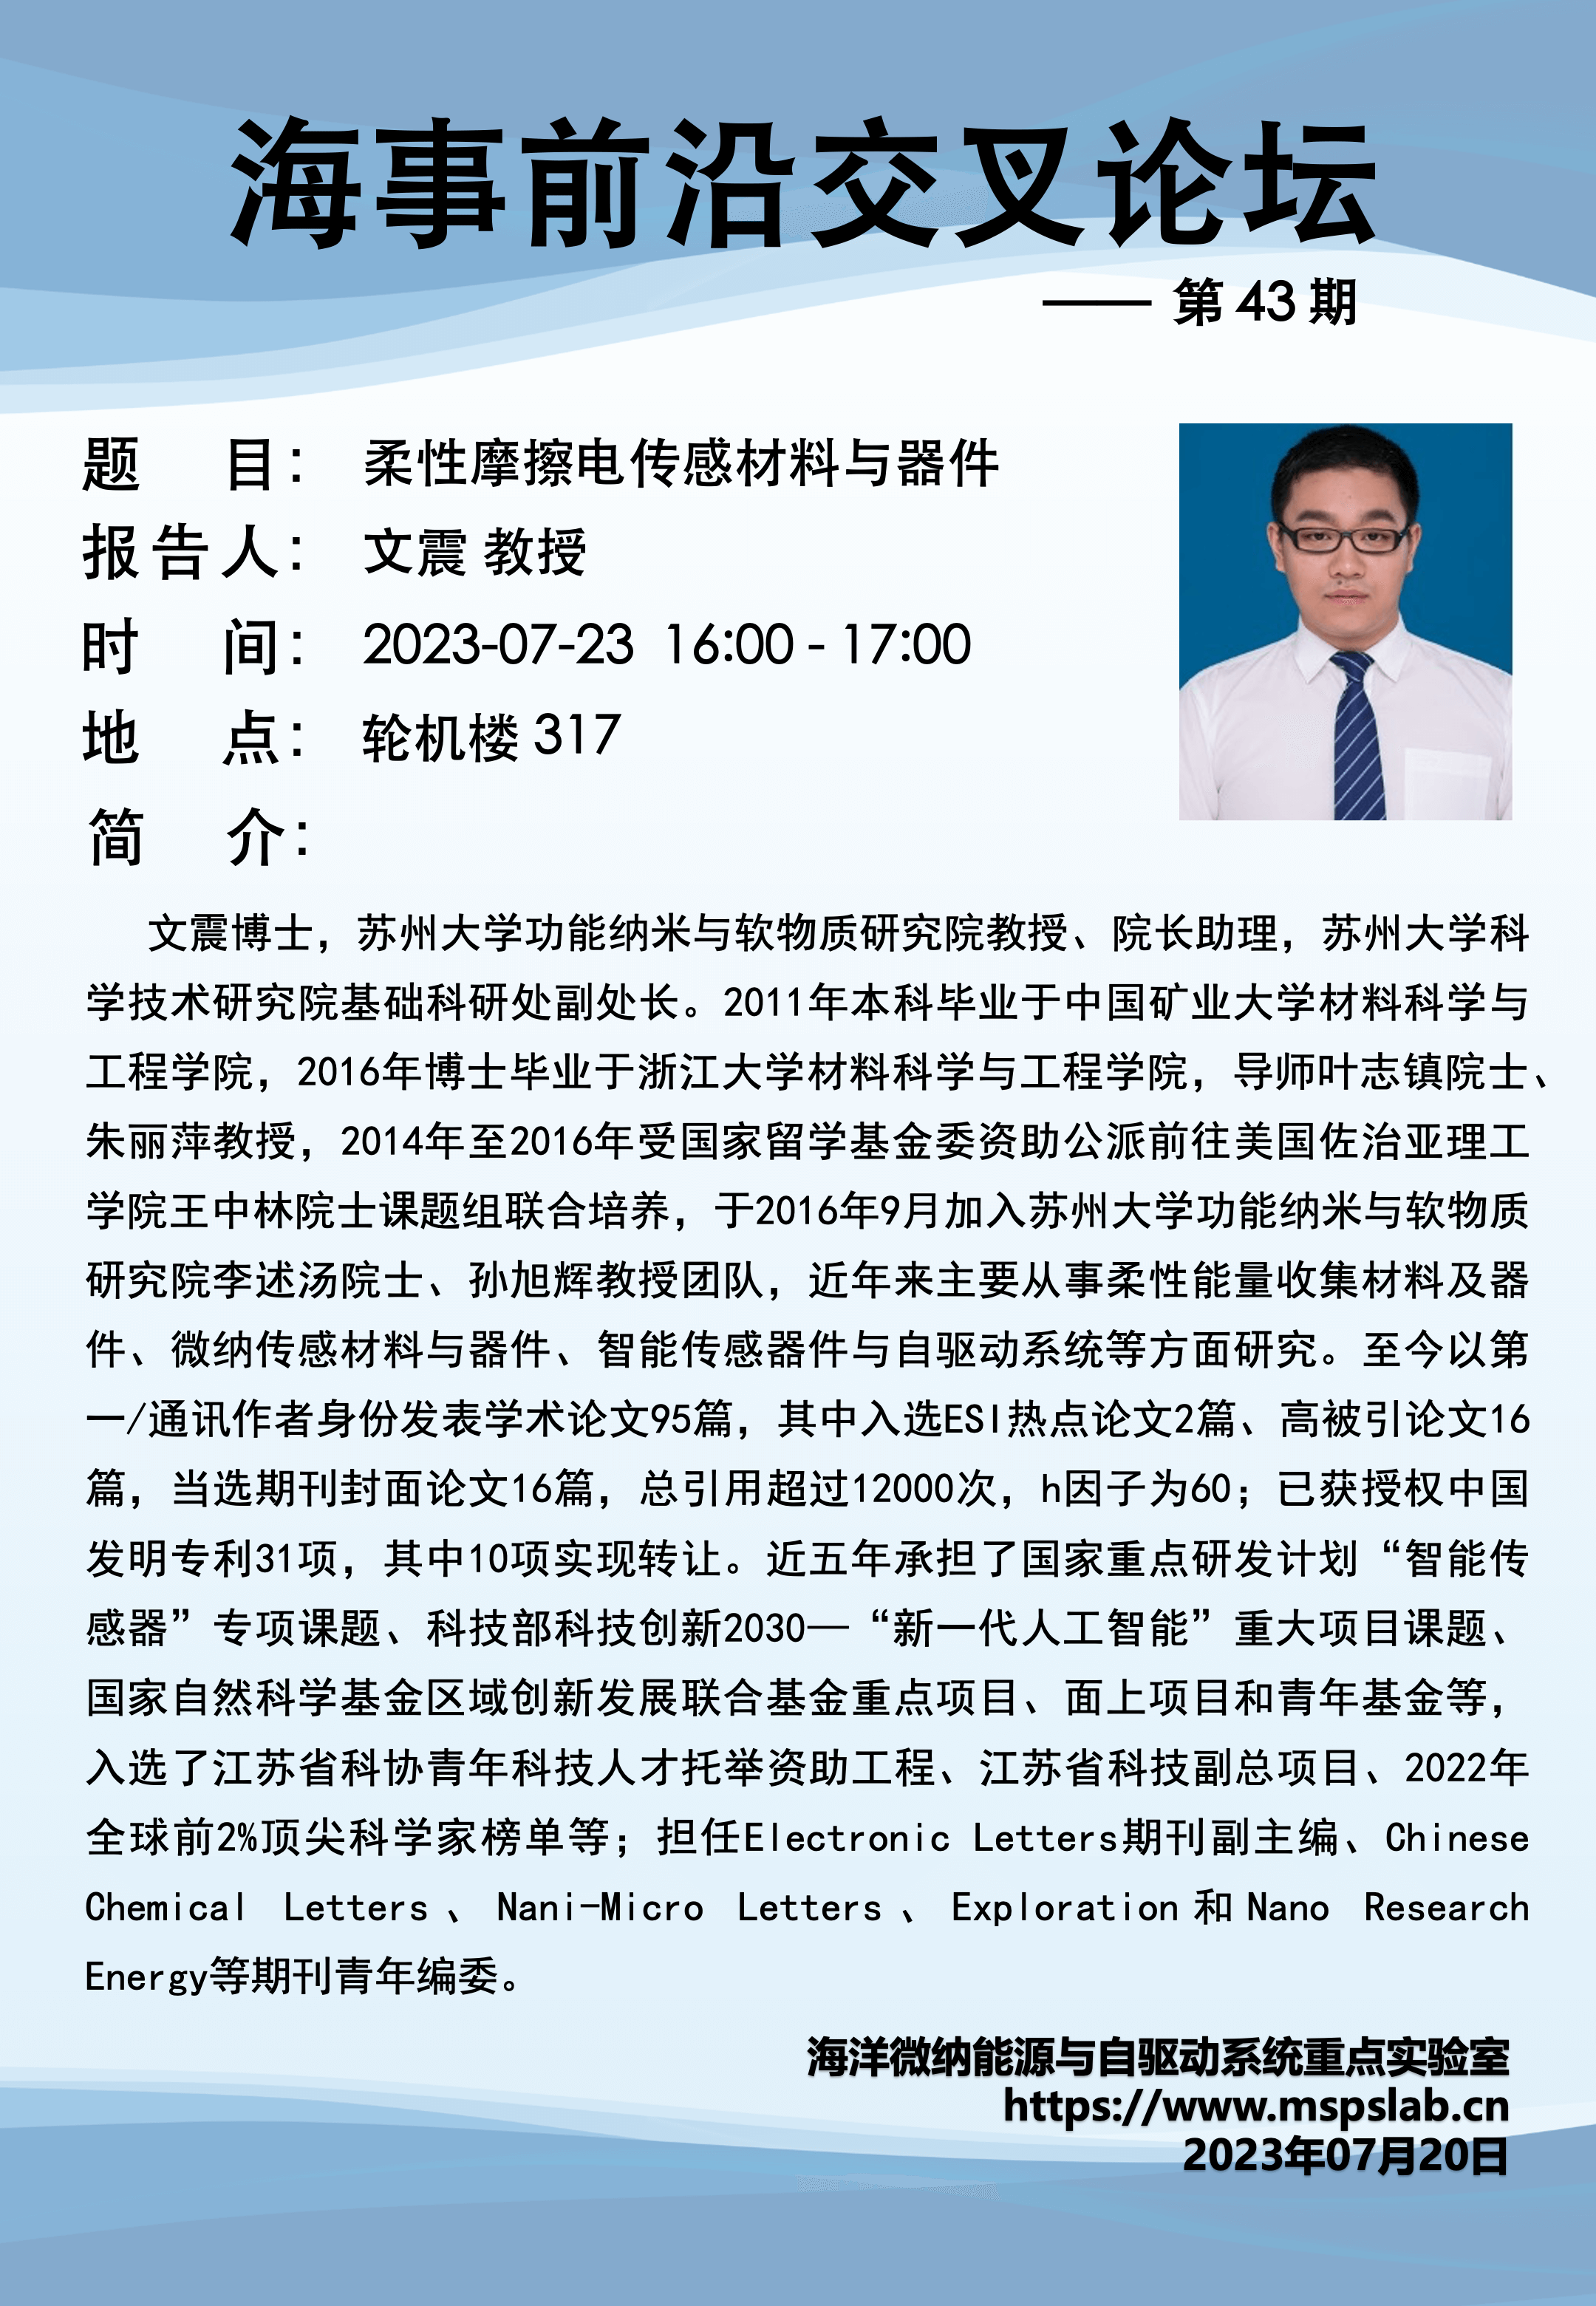 海事前沿交叉论坛
—— 第 43 期
题 目： 柔性摩擦电传感材料与器件
报告人： 文震 教授
时 间： 2023-07-23 16:00 - 17:00
地 点： 轮机楼 317
简 介：
文震博士，苏州大学功能纳米与软物质研究院教授、院长助理，苏州大学科
学技术研究院基础科研处副处长。2011年本科毕业于中国矿业大学材料科学与
工程学院，2016年博士毕业于浙江大学材料科学与工程学院，导师叶志镇院士、
朱丽萍教授，2014年至2016年受国家留学基金委资助公派前往美国佐治亚理工
学院王中林院士课题组联合培养，于2016年9月加入苏州大学功能纳米与软物质
研究院李述汤院士、孙旭辉教授团队，近年来主要从事柔性能量收集材料及器
件、微纳传感材料与器件、智能传感器件与自驱动系统等方面研究。至今以第
一/通讯作者身份发表学术论文95篇，其中入选ESI热点论文2篇、高被引论文16
篇，当选期刊封面论文16篇，总引用超过12000次，h因子为60；已获授权中国
发明专利31项，其中10项实现转让。近五年承担了国家重点研发计划“智能传
感器”专项课题、科技部科技创新2030—“新一代人工智能”重大项目课题、
国家自然科学基金区域创新发展联合基金重点项目、面上项目和青年基金等，
入选了江苏省科协青年科技人才托举资助工程、江苏省科技副总项目、2022年
全球前2%顶尖科学家榜单等；担任Electronic Letters期刊副主编、Chinese
Chemical Letters、Nani-Micro Letters、Exploration和Nano Research
Energy等期刊青年编委。
海洋微纳能源与自驱动系统重点实验室
https://www.mspslab.cn
2023年07月20日